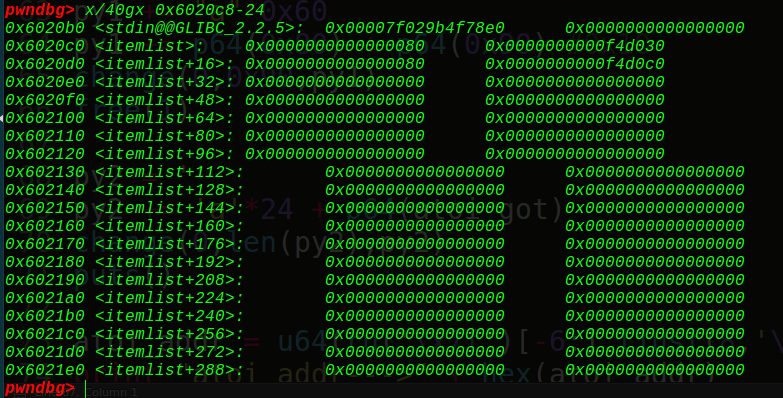 pwndbg> x/40gx 0x6020c8-24
0x6020b0 <stdin@@GLIBC_2.2.5>: 0x00007f029b4f78e0 0x0000000000000000
0x6020c0 <itemlist>: 0x0000000000000080 0x0000000000f4d030
0x6020d0 <itemlist+16>: 0x0000000000000080 0x0000000000f4d0c0
0x6020e0 <itemlist+32>: 0x0000000000000000 0x0000000000000000
0x6020f0 <itemlist+48>: 0x0000000000000000 0x0000000000000000
0x602100 <itemlist+64>: 0x0000000000000000 0x0000000000000000
0x602110 <itemlist+80>: 0x0000000000000000 0x0000000000000000
0x602120 <itemlist+96>: 0x0000000000000000 0x0000000000000000
0x602130 <itemlist+112>: 0x0000000000000000 0x0000000000000000
0x602140 <itemlist+128>: 0x0000000000000000 0x0000000000000000
0x602150 <itemlist+144>: 0x0000000000000000 0x0000000000000000
0x602160 <itemlist+160>: 0x0000000000000000 0x0000000000000000
0x602170 <itemlist+176>: 0x0000000000000000 0x0000000000000000
0x602180 <itemlist+192>: 0x0000000000000000 0x0000000000000000
0x602190 <itemlist+208>: 0x0000000000000000 0x0000000000000000
0x6021a0 <itemlist+224>: 0x0000000000000000 0x0000000000000000
0x6021b0 <itemlist+240>: 0x0000000000000000 0x0000000000000000
0x6021c0 <itemlist+256>: 0x0000000000000000 0x0000000000000000
0x6021d0 <itemlist+272>: 0x0000000000000000 0x0000000000000000
0x6021e0 <itemlist+288>: 0x0000000000000000 0x0000000000000000
pwndbg>